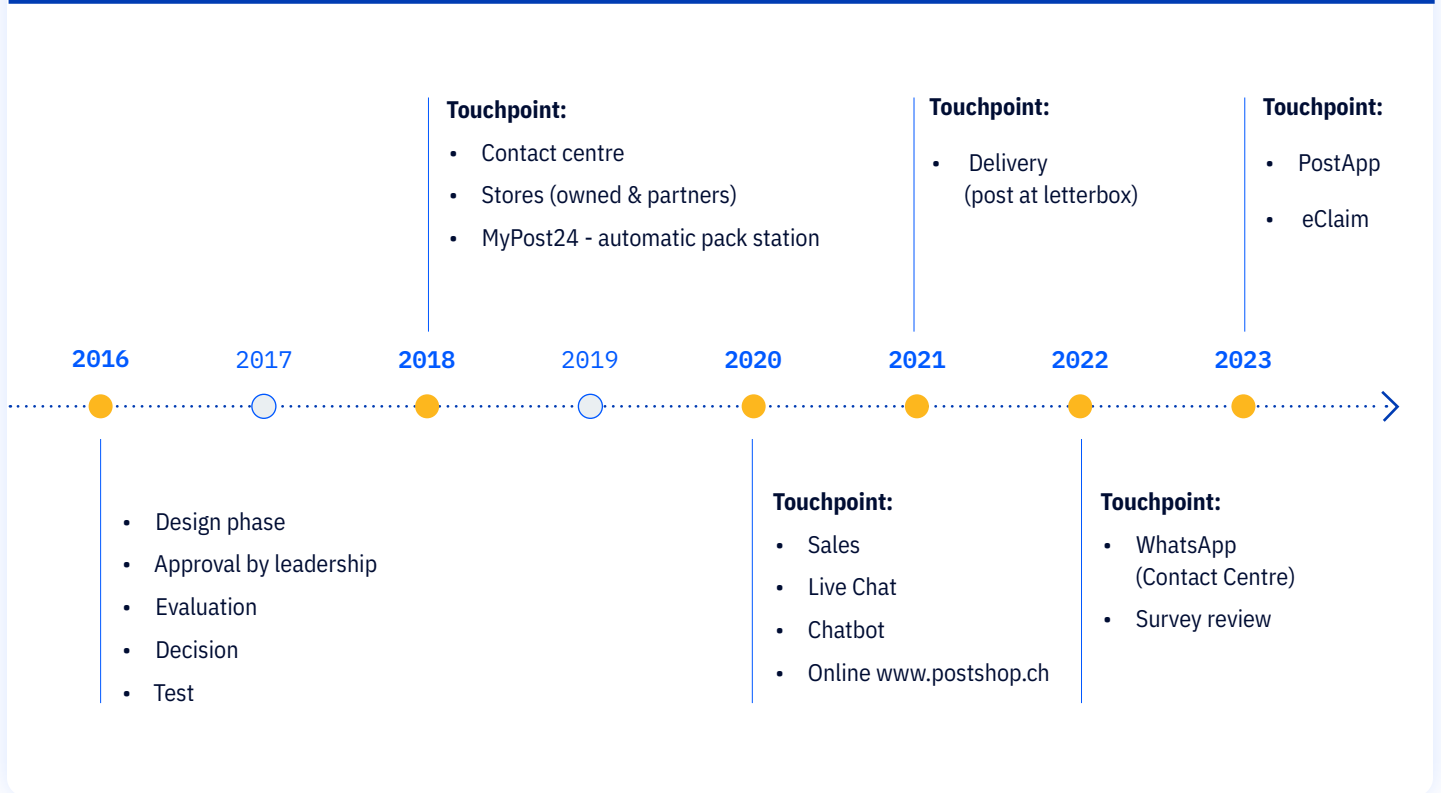 Touchpoint:
• Contact centre
• Stores (owned & partners)
• MyPost24 - automatic pack station
Touchpoint:
• Delivery
(post at letterbox)
Touchpoint:
• PostApp
• eClaim
2016
2017
2018
2019
2020
2021
2022
2023
• Design phase
• Approval by leadership
• Evaluation
• Decision
• Test
Touchpoint:
• Sales
• Live Chat
• Chatbot
• Online www.postshop.ch
Touchpoint:
• WhatsApp
(Contact Centre)
• Survey review